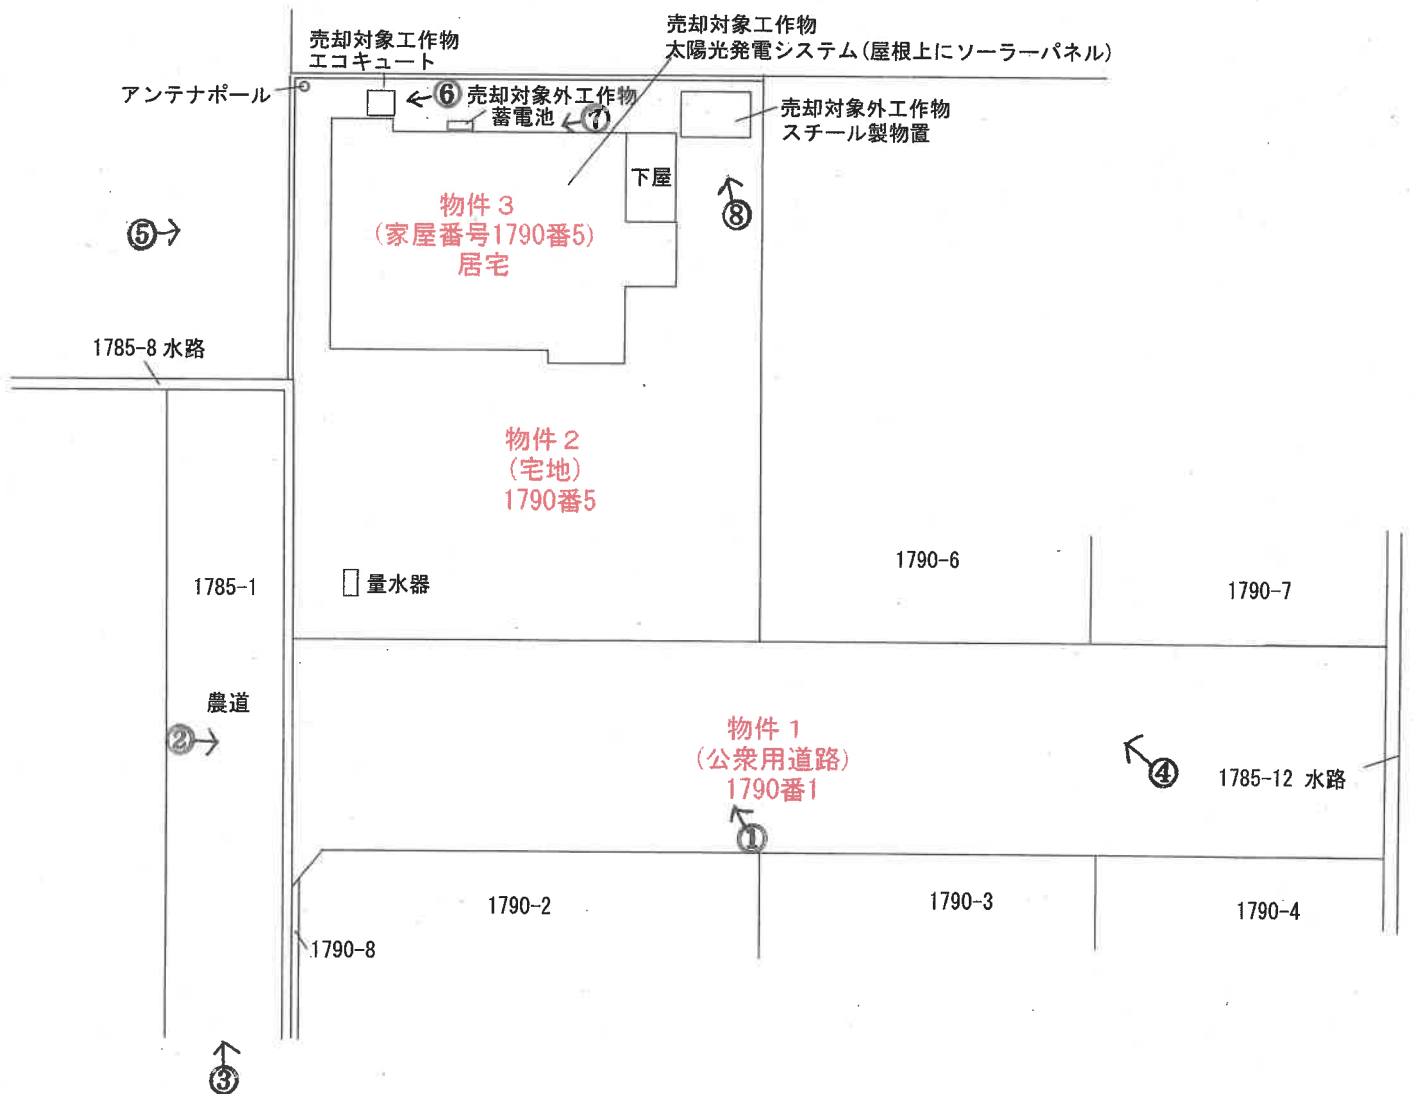 売却対象工作物
エコキュート
売却対象工作物
太陽光発電システム(屋根上にソーラーパネル)
アンテナポール
⑥
売却対象外工作物
蓄電池
⑦
売却対象外工作物
スチール製物置
下屋
⑧
物件3
(家屋番号1790番5)
居宅
⑤
1785-8 水路
物件2
(宅地)
1790番5
1785-1
量水器
1790-6
1790-7
農道
②
物件1
(公衆用道路)
1790番1
④
1785-12 水路
①
1790-2
1790-3
1790-4
1790-8
③